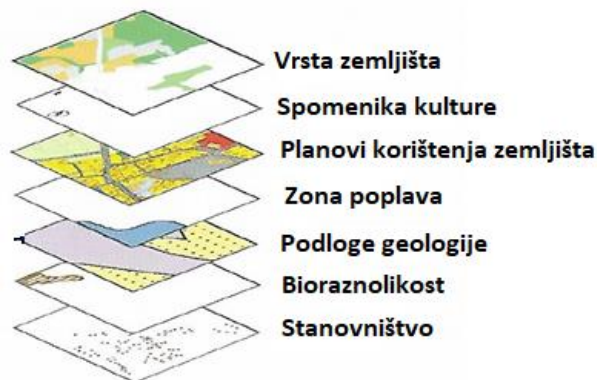 Vrsta zemljišta
Spomenika kulture
Planovi korištenja zemljišta
Zona poplava
Podloge geologije
Bioraznolikost
Stanovništvo